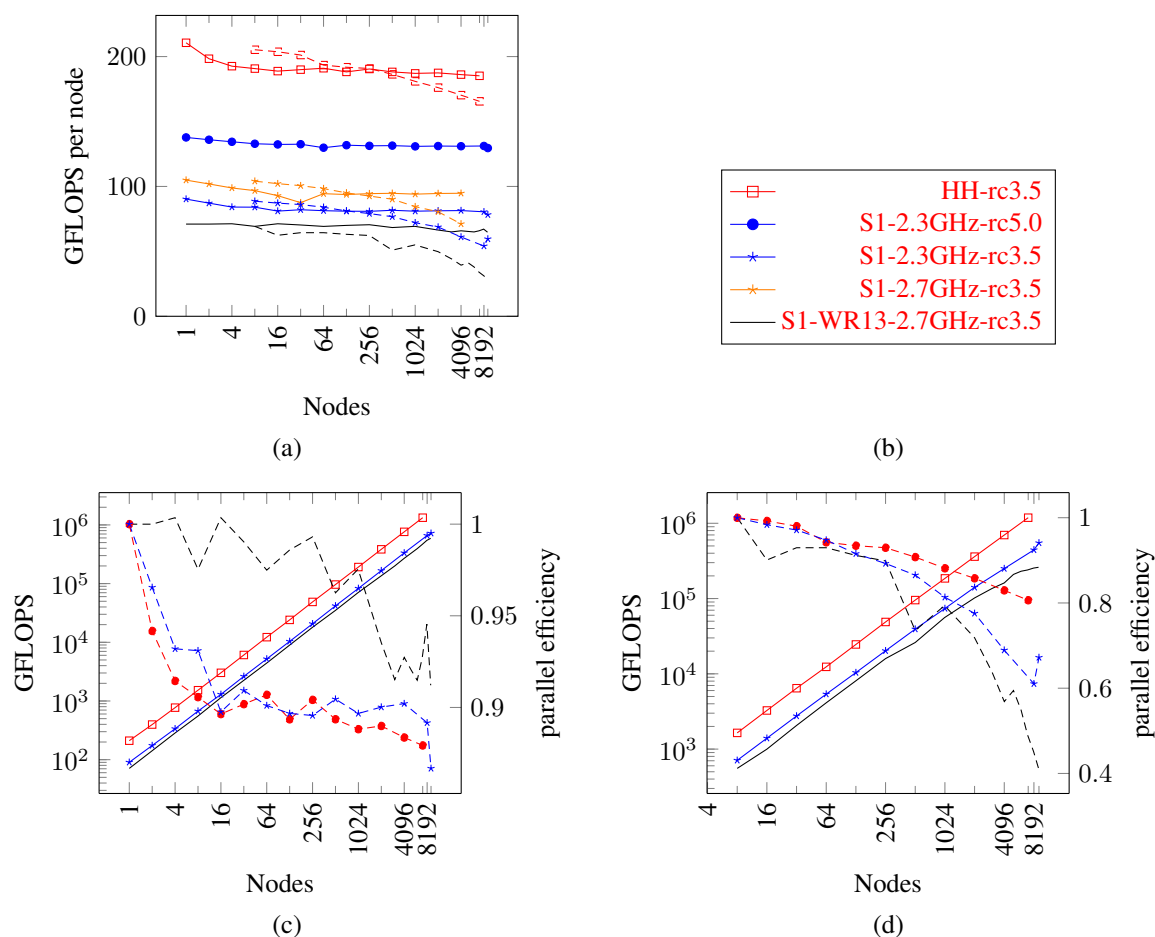 200
100
0
GFLOPS per node
1
4
16
64
256
1024
4096
8192
Nodes
(a)
HH-rc3.5
S1-2.3GHz-rc5.0
S1-2.3GHz-rc3.5
S1-2.7GHz-rc3.5
S1-WR13-2.7GHz-rc3.5
(b)
10^6
10^5
10^4
10^3
10^2
GFLOPS
1
4
16
64
256
1024
4096
8192
Nodes
1
0.95
0.9
parallel efficiency
(c)
10^6
10^5
10^4
10^3
GFLOPS
4
16
64
256
1024
4096
8192
Nodes
1
0.8
0.6
0.4
parallel efficiency
(d)